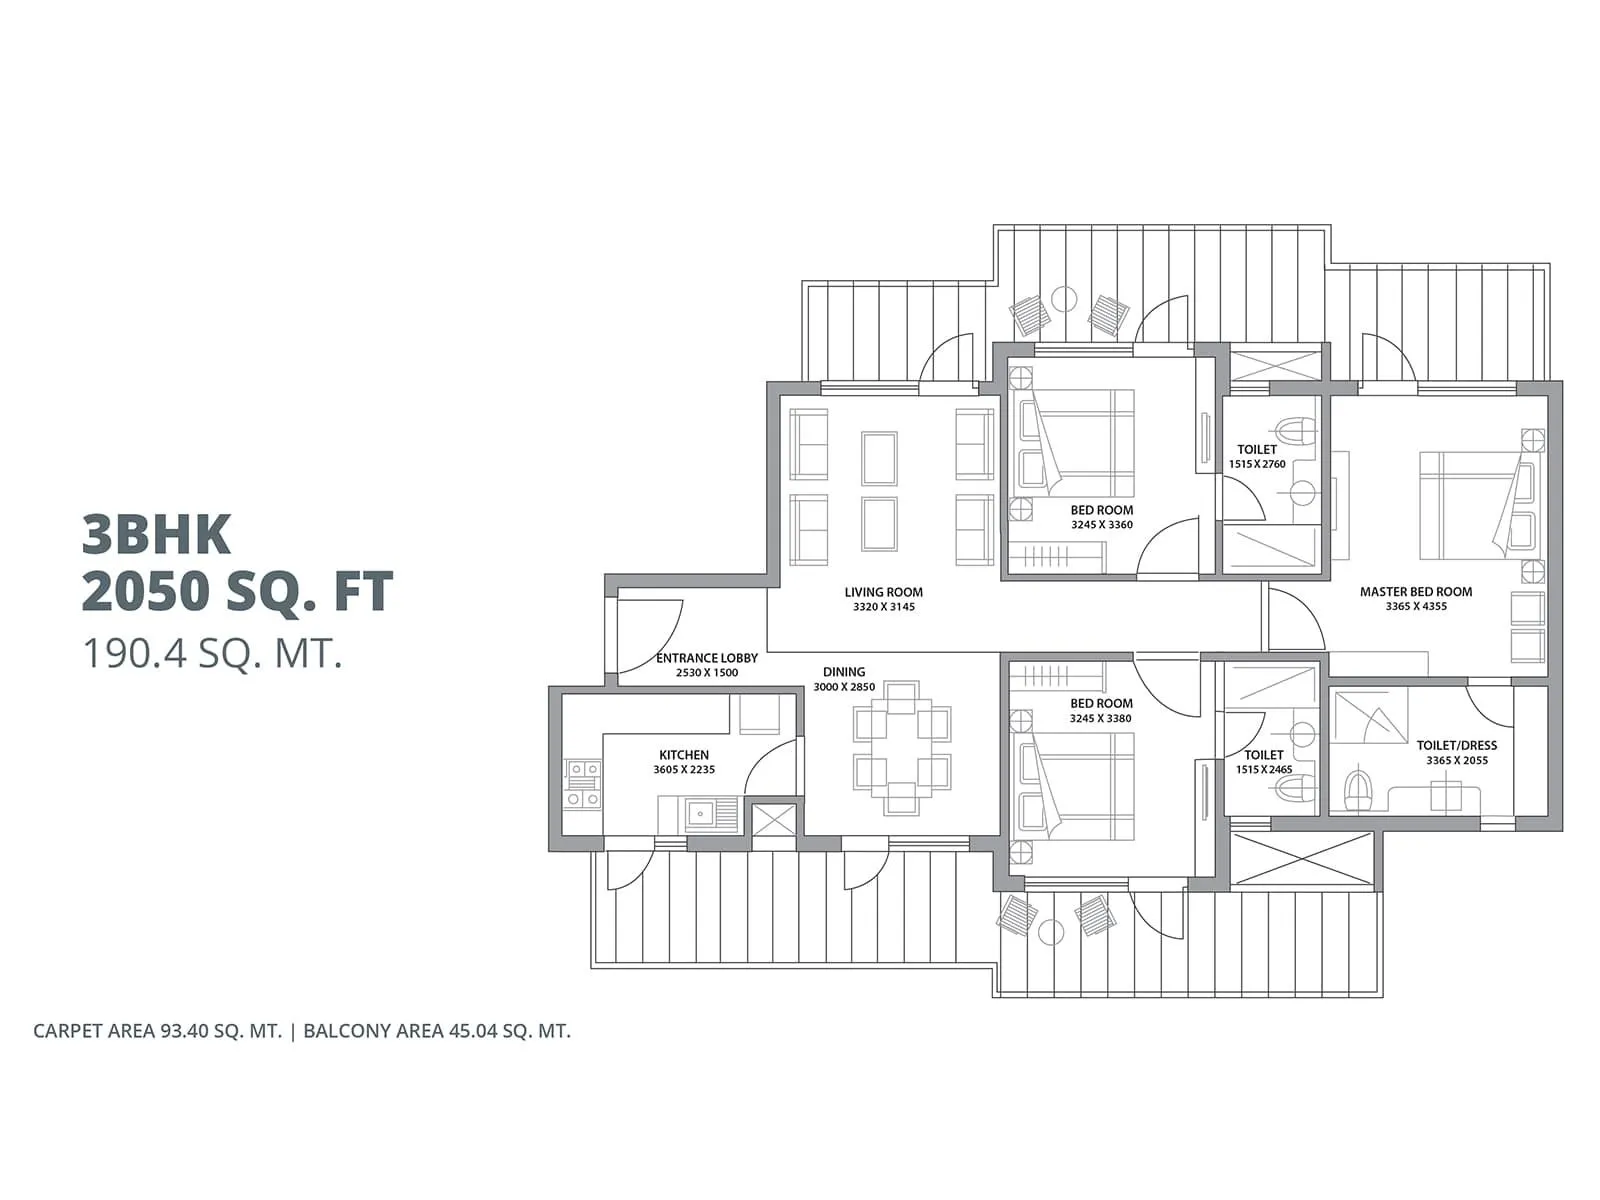 3BHK
2050 SQ. FT
190.4 SQ. MT.
TOILET
1515 X 2760
BED ROOM
3245 X 3360
LIVING ROOM
3320 X 3145
MASTER BED ROOM
3365 X 4355
ENTRANCE LOBBY
2530 X 1500
DINING
3000 X 2850
BED ROOM
3245 X 3380
KITCHEN
3605 X 2235
TOILET
1515 X 2465
TOILET/DRESS
3365 X 2055
CARPET AREA 93.40 SQ. MT. | BALCONY AREA 45.04 SQ. MT.